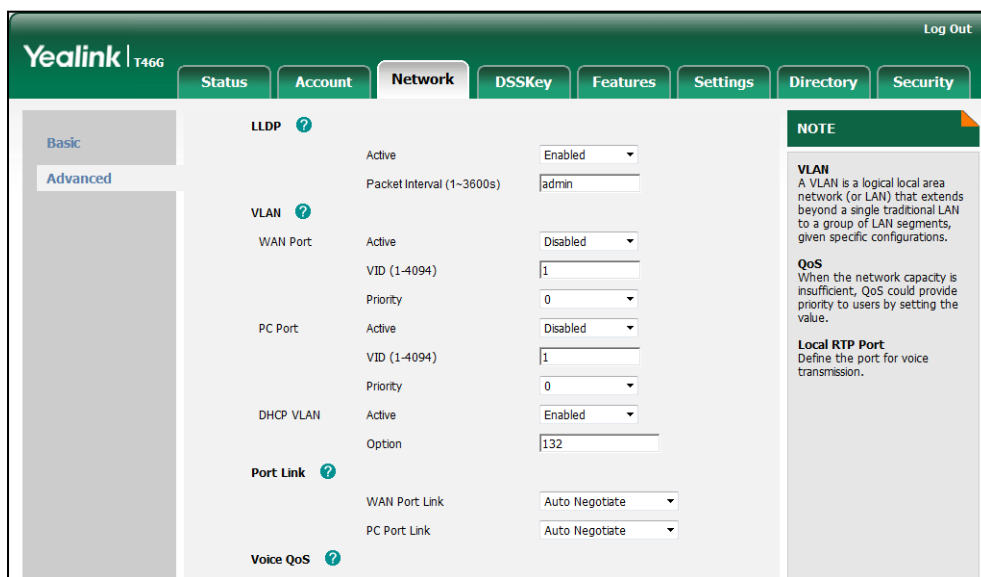 Log Out
Yealink T46G
Status Account Network DSSKey Features Settings Directory Security
Basic
Advanced
LLDP ?
Active Enabled
Packet Interval (1~3600s) admin
VLAN ?
WAN Port Active Disabled
VID (1-4094) 1
Priority 0
PC Port Active Disabled
VID (1-4094) 1
Priority 0
DHCP VLAN Active Enabled
Option 132
Port Link ?
WAN Port Link Auto Negotiate
PC Port Link Auto Negotiate
Voice QoS ?
NOTE
VLAN
A VLAN is a logical local area
network (or LAN) that extends
beyond a single traditional LAN
to a group of LAN segments,
given specific configurations.
QoS
When the network capacity is
insufficient, QoS could provide
priority to users by setting the
value.
Local RTP Port
Define the port for voice
transmission.